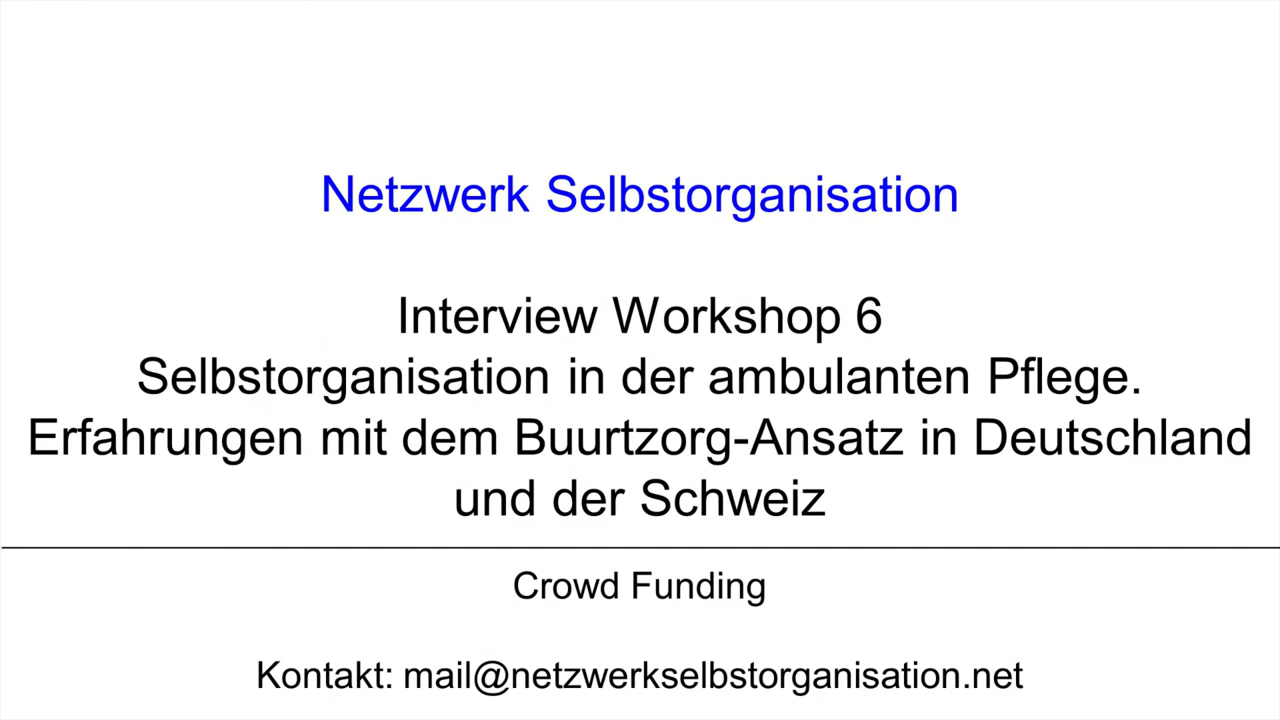 Netzwerk Selbstorganisation
Interview Workshop 6
Selbstorganisation in der ambulanten Pflege.
Erfahrungen mit dem Buurtzorg-Ansatz in Deutschland
und der Schweiz
Crowd Funding
Kontakt: mail@netzwerkselbstorganisation.net